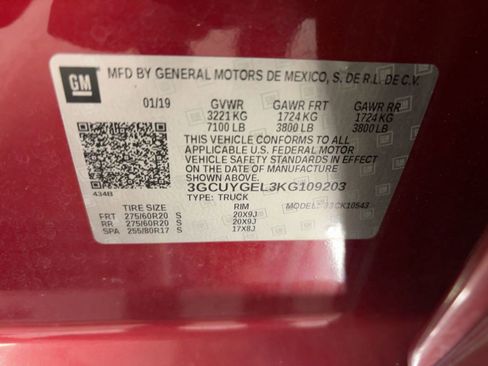 GM MFD BY GENERAL MOTORS DE MEXICO, S. DE R.L. DE C.V.
01/19 GVWR GAWR FRT GAWR RR
3221 KG 1724 KG 1724 KG
7100 LB 3800 LB 3800 LB
THIS VEHICLE CONFORMS TO ALL
APPLICABLE U.S. FEDERAL MOTOR
VEHICLE SAFETY STANDARDS IN EFFECT
ON THE DATE OF MANUFACTURE
SHOWN ABOVE.
3GCUYGEL3KG109203
434B TYPE: TRUCK MODEL: CK10543
TIRE SIZE RIM
FRT 275/60R20 S 20X9J
RR 275/60R20 S 20X9J
SPA 255/80R17 S 17X8J